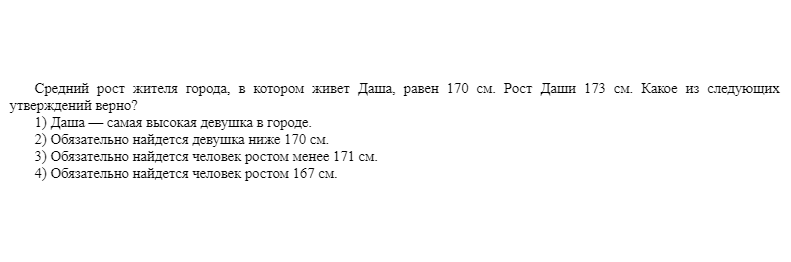 Средний рост жителя города, в котором живет Даша, равен 170 см. Рост Даши 173 см. Какое из следующих
утверждений верно?
1) Даша — самая высокая девушка в городе.
2) Обязательно найдется девушка ниже 170 см.
3) Обязательно найдется человек ростом менее 171 см.
4) Обязательно найдется человек ростом 167 см.